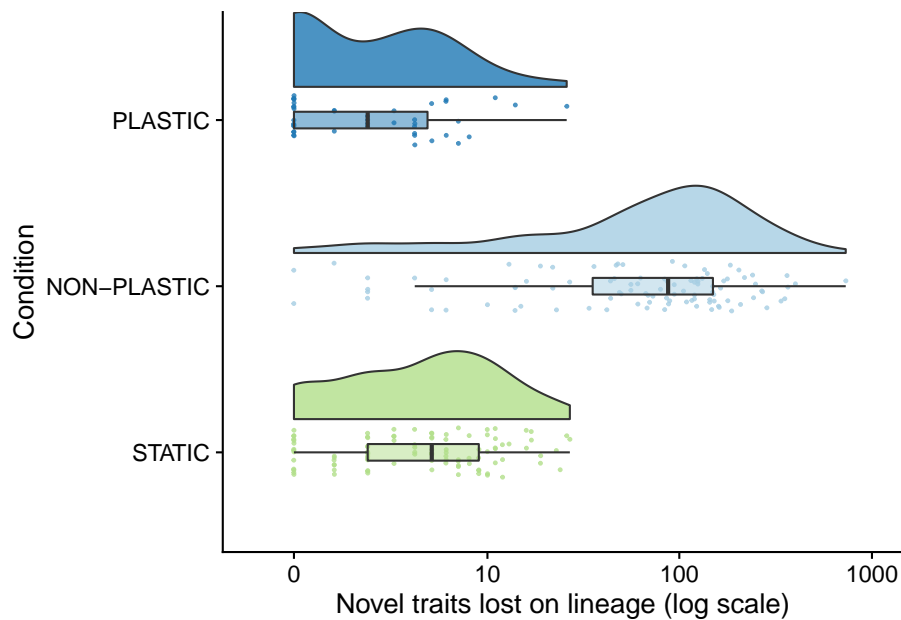 Condition
PLASTIC
NON−PLASTIC
STATIC
0 10 100 1000
Novel traits lost on lineage (log scale)